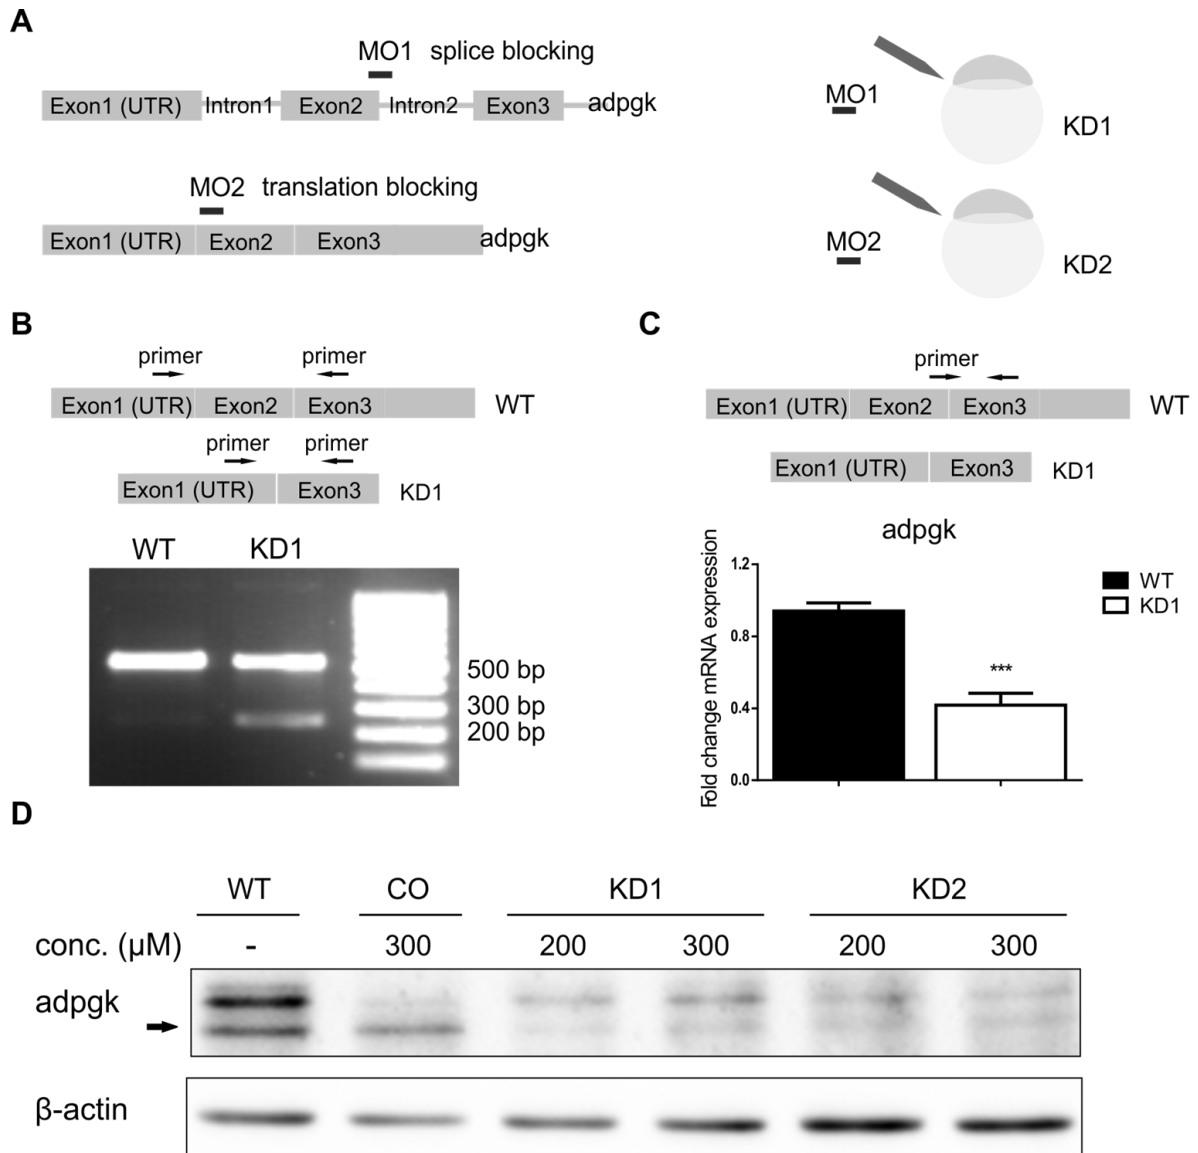 A
MO1 splice blocking
Exon1 (UTR) Intron1 Exon2 Intron2 Exon3 adpgk
MO2 translation blocking
Exon1 (UTR) Exon2 Exon3 adpgk
MO1
KD1
MO2
KD2
B
primer primer
Exon1 (UTR) Exon2 Exon3 WT
primer primer
Exon1 (UTR) Exon3 KD1
WT KD1
500 bp
300 bp
200 bp
C
primer
Exon1 (UTR) Exon2 Exon3 WT
Exon1 (UTR) Exon3 KD1
adpgk
Fold change mRNA expression
1.2
0.8
0.4
0.0
***
WT
KD1
D
WT CO KD1 KD2
conc. (µM) - 300 200 300 200 300
adpgk
β-actin